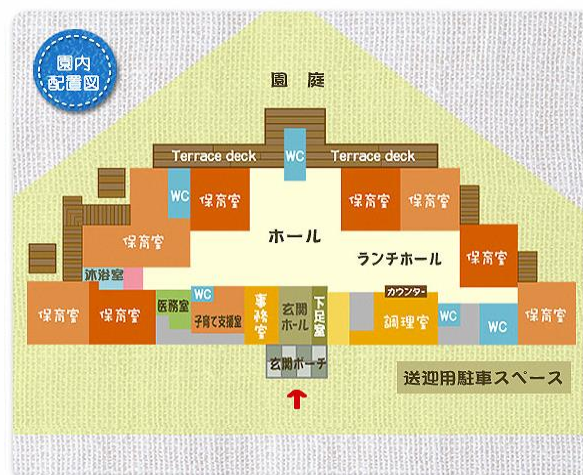 園内
配置図
園庭
Terrace deck
WC
Terrace deck
WC
保育室
保育室
保育室
保育室
ホール
ランチホール
保育室
沐浴室
保育室
保育室
医務室
WC
子育て支援室
事務室
玄関
ホール
下足室
カウンター
調理室
WC
WC
保育室
玄関ポーチ
送迎用駐車スペース